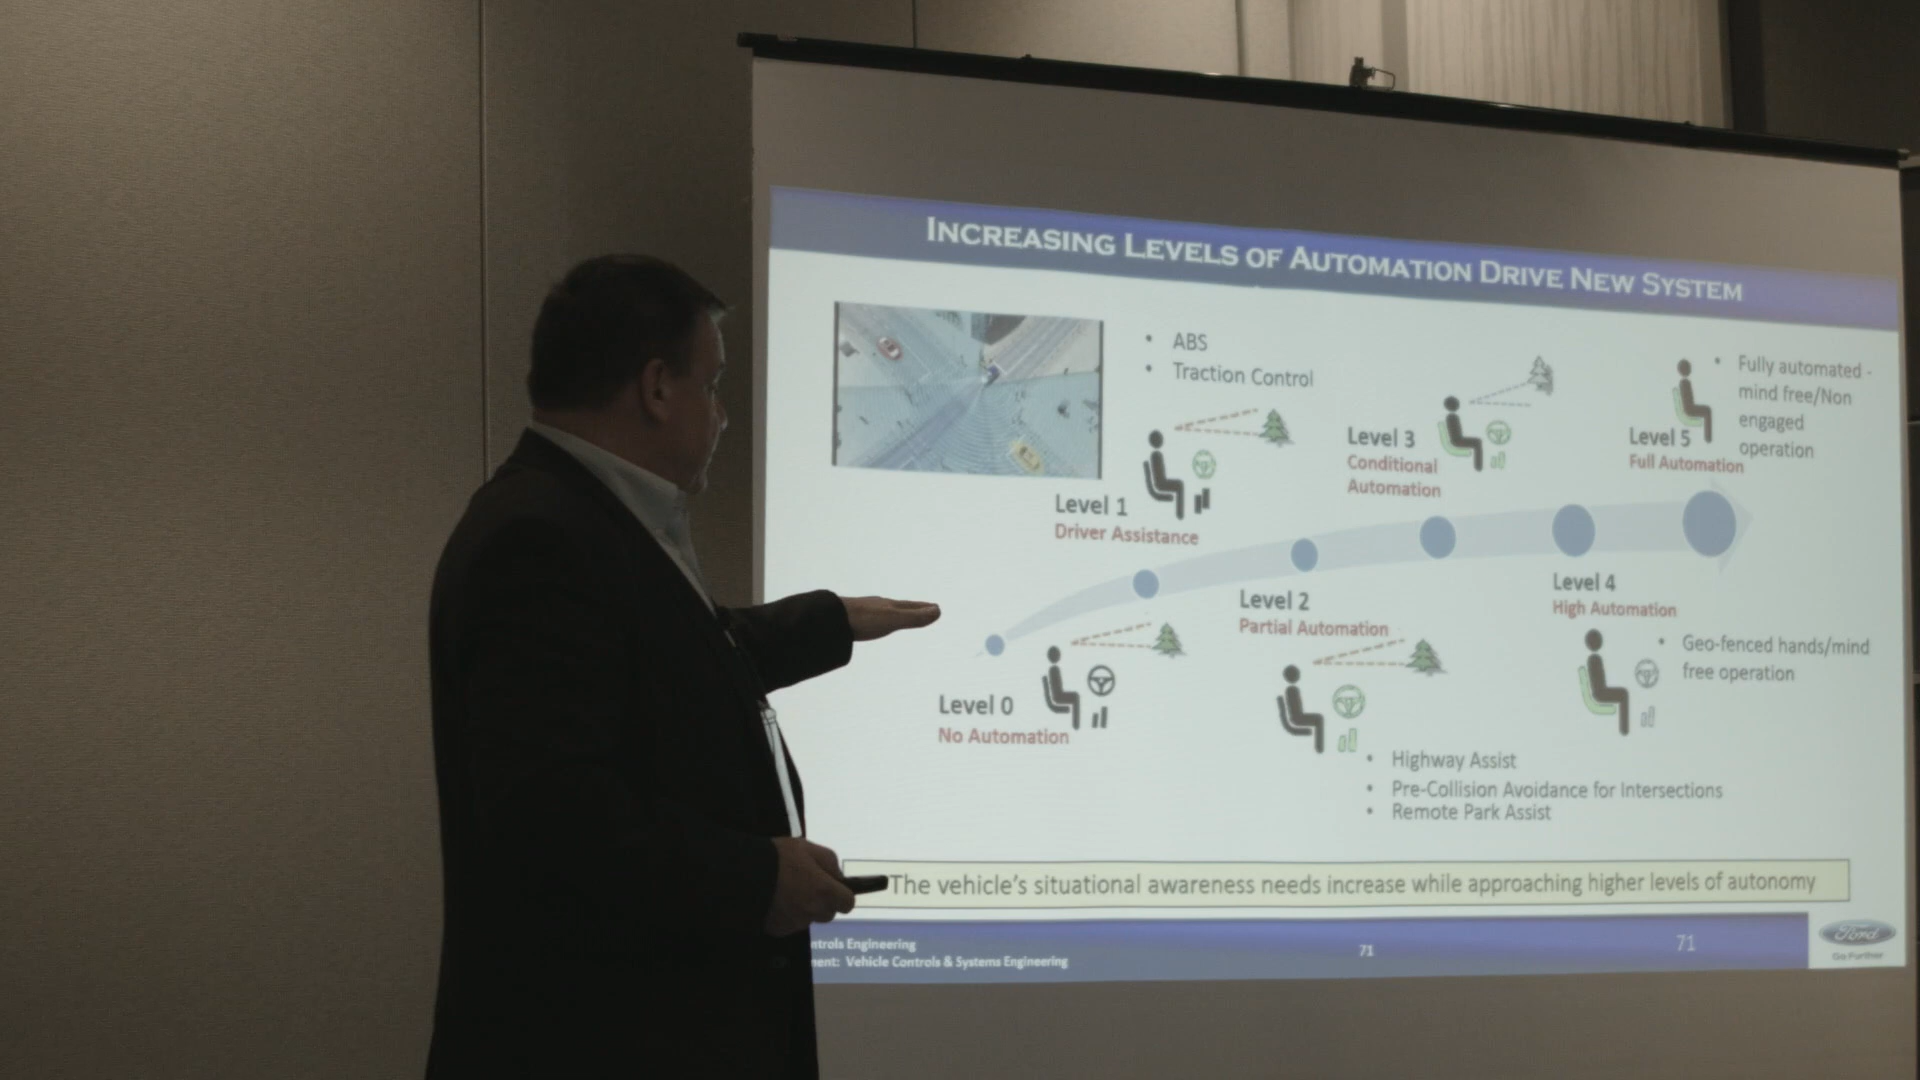 INCREASING LEVELS OF AUTOMATION DRIVE NEW SYSTEM
• ABS
• Traction Control
Level 1
Driver Assistance
Level 3
Conditional
Automation
Level 5
Full Automation
• Fully automated -
mind free/Non
engaged
operation
Level 0
No Automation
Level 2
Partial Automation
• Highway Assist
• Pre-Collision Avoidance for Intersections
• Remote Park Assist
Level 4
High Automation
• Geo-fenced hands/mind
free operation
The vehicle's situational awareness needs increase while approaching higher levels of autonomy
Engineering
Vehicle Controls & Systems Engineering
71
71
Ford
Go Further